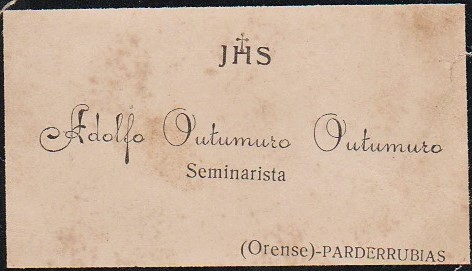 JHS
Adolfo Outumuro Outumuro
Seminarista
(Orense)-PARDERRUBIAS